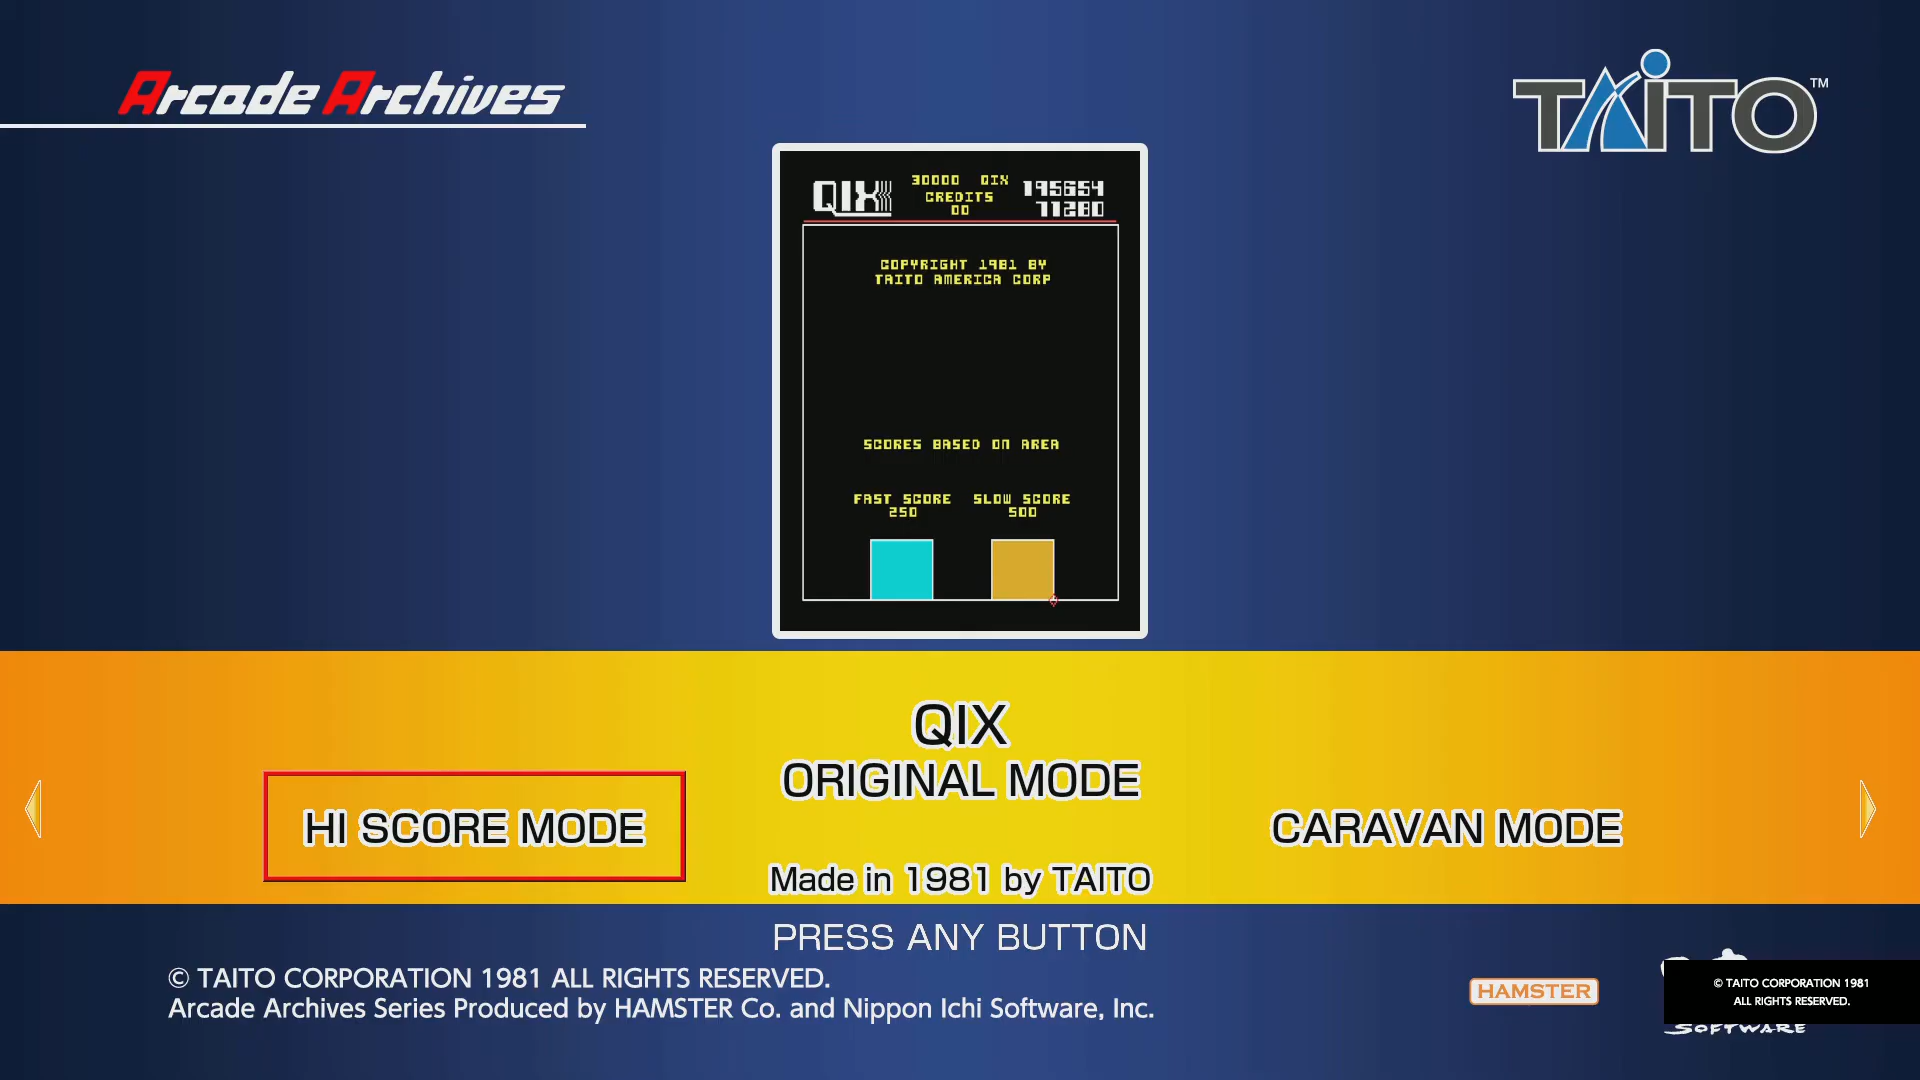 Arcade Archives
TAITO™
QIX
30000 QIX
CREDITS
00
195654
71280
COPYRIGHT 1981 BY
TAITO AMERICA CORP
SCORES BASED ON AREA
FAST SCORE SLOW SCORE
250 500
QIX
ORIGINAL MODE
HI SCORE MODE
CARAVAN MODE
Made in 1981 by TAITO
PRESS ANY BUTTON
© TAITO CORPORATION 1981 ALL RIGHTS RESERVED.
Arcade Archives Series Produced by HAMSTER Co. and Nippon Ichi Software, Inc.
HAMSTER
© TAITO CORPORATION 1981
ALL RIGHTS RESERVED.
SOFTWARE